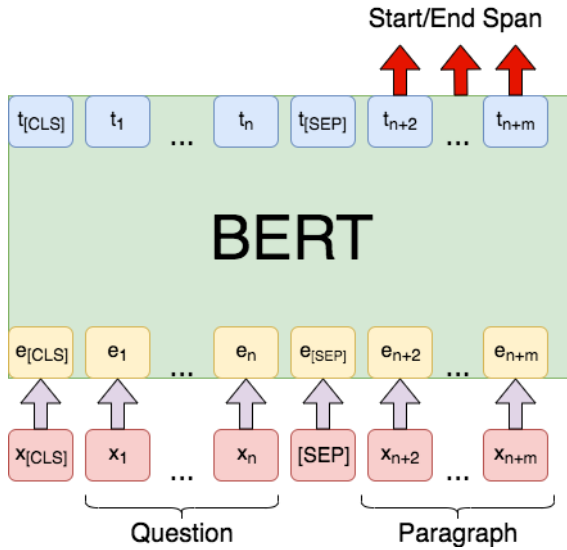 Start/End Span
t[CLS] t1 ... tn t[SEP] tn+2 ... tn+m
BERT
e[CLS] e1 ... en e[SEP] en+2 ... en+m
x[CLS] x1 ... xn [SEP] xn+2 ... xn+m
Question Paragraph